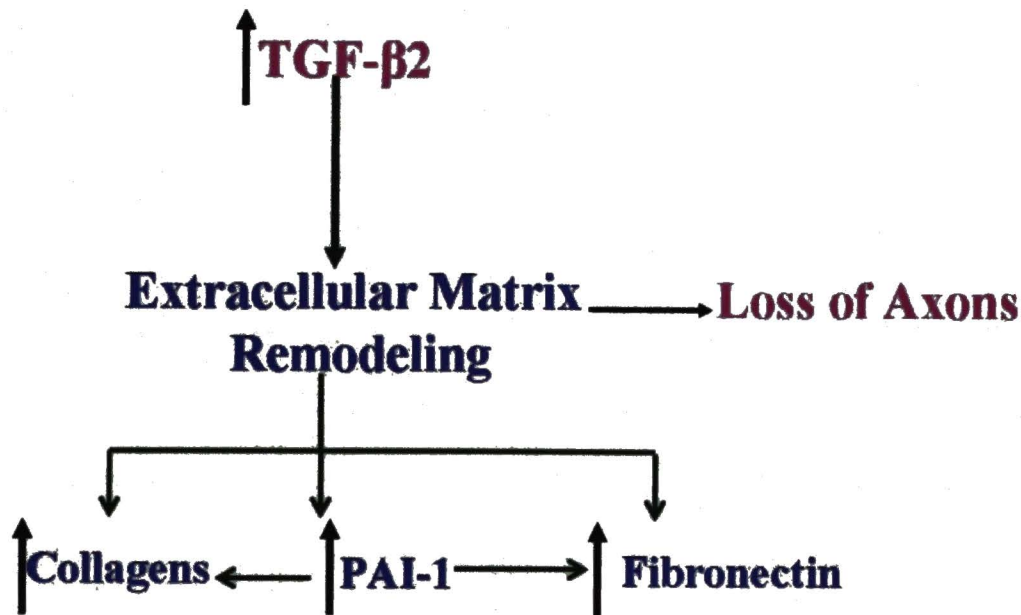 TGF-β2
Extracellular Matrix
Remodeling
Loss of Axons
Collagens
PAI-1
Fibronectin